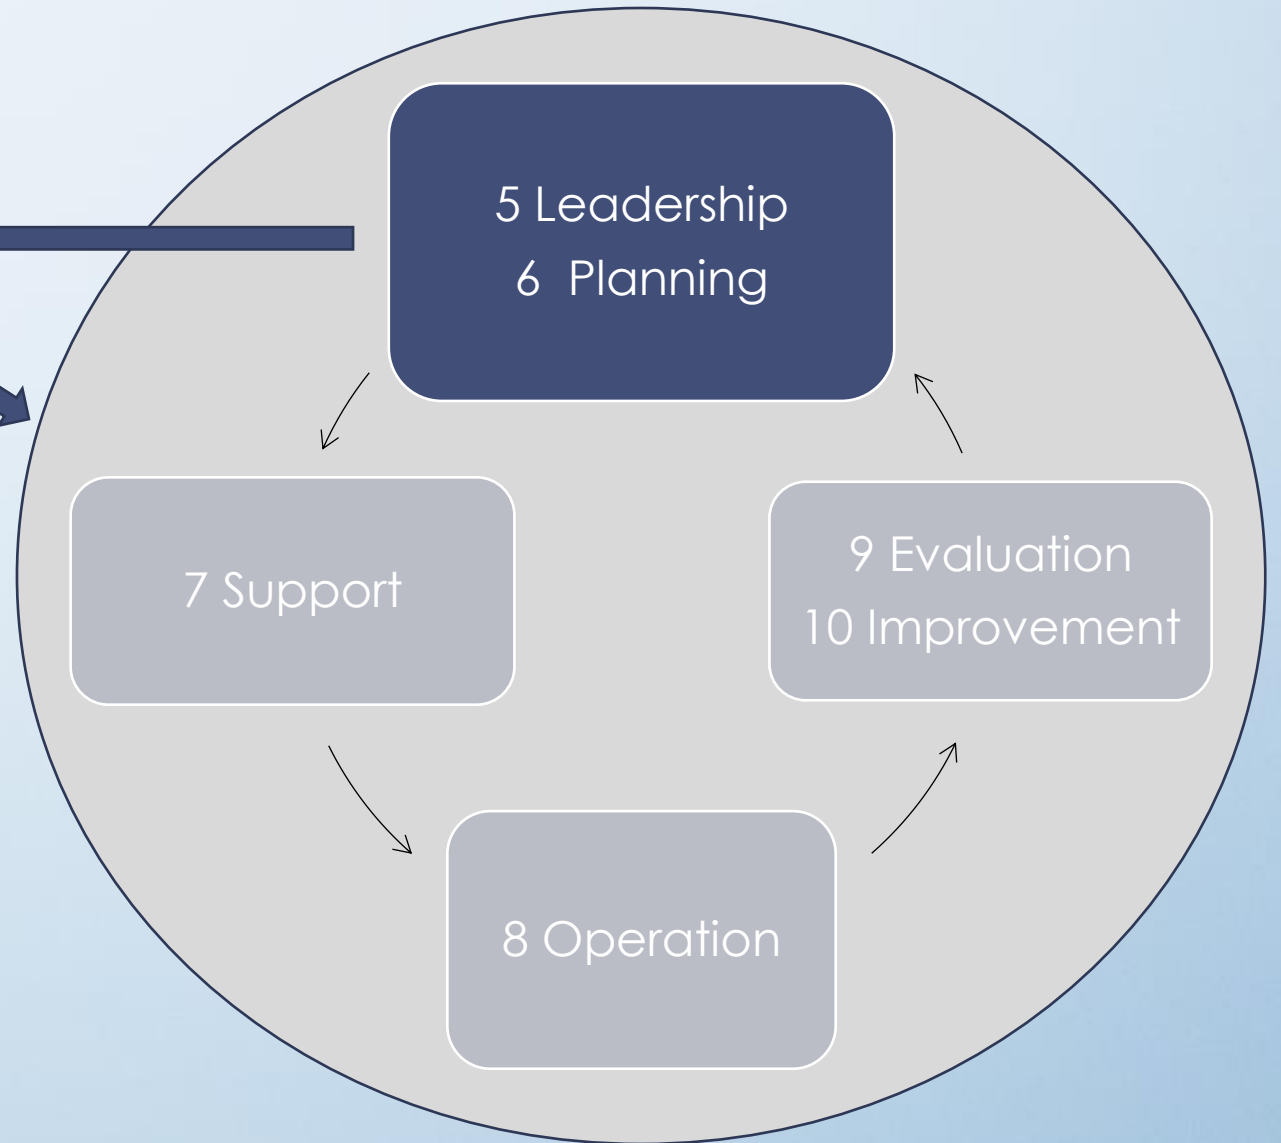 5 Leadership
6 Planning
7 Support
9 Evaluation
10 Improvement
8 Operation